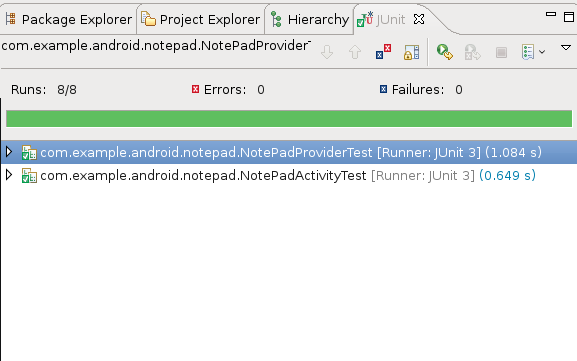 Package Explorer Project Explorer Hierarchy JUnit
com.example.android.notepad.NotePadProviderT
Runs: 8/8 Errors: 0 Failures: 0
com.example.android.notepad.NotePadProviderTest [Runner: JUnit 3] (1.084 s)
com.example.android.notepad.NotePadActivityTest [Runner: JUnit 3] (0.649 s)